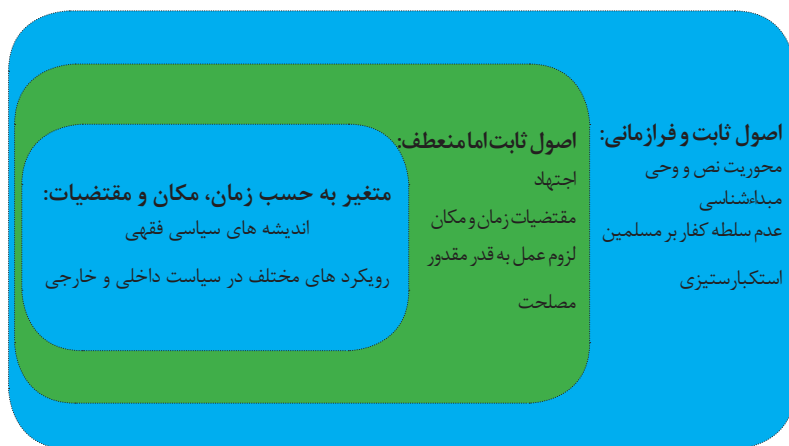 اصول ثابت و فرازمانی:
محوریت نص و وحی
مبداءشناسی
عدم سلطه کفار بر مسلمین
استکبارستیزی
اصول ثابت اما منعطف:
اجتهاد
مقتضیات زمان و مکان
لزوم عمل به قدر مقدور
مصلحت
متغیر به حسب زمان، مکان و مقتضیات:
اندیشه های سیاسی فقهی
رویکرد های مختلف در سیاست داخلی و خارجی